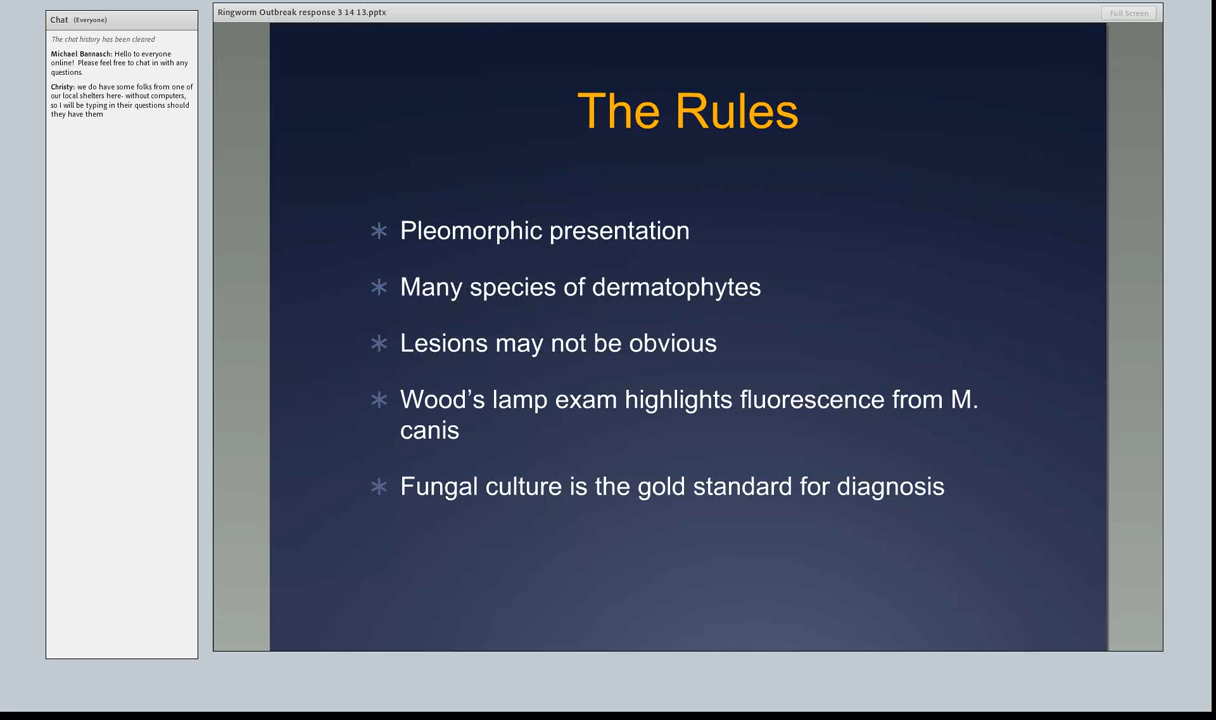 Chat (Everyone)
The chat history has been cleared
Michael Bannasch: Hello to everyone
online! Please feel free to chat in with any
questions.
Christy: we do have some folks from one of
our local shelters here- without computers,
so I will be typing in their questions should
they have them
Ringworm Outbreak response 3 14 13.pptx
Full Screen
The Rules
Pleomorphic presentation
Many species of dermatophytes
Lesions may not be obvious
Wood’s lamp exam highlights fluorescence from M.
canis
Fungal culture is the gold standard for diagnosis